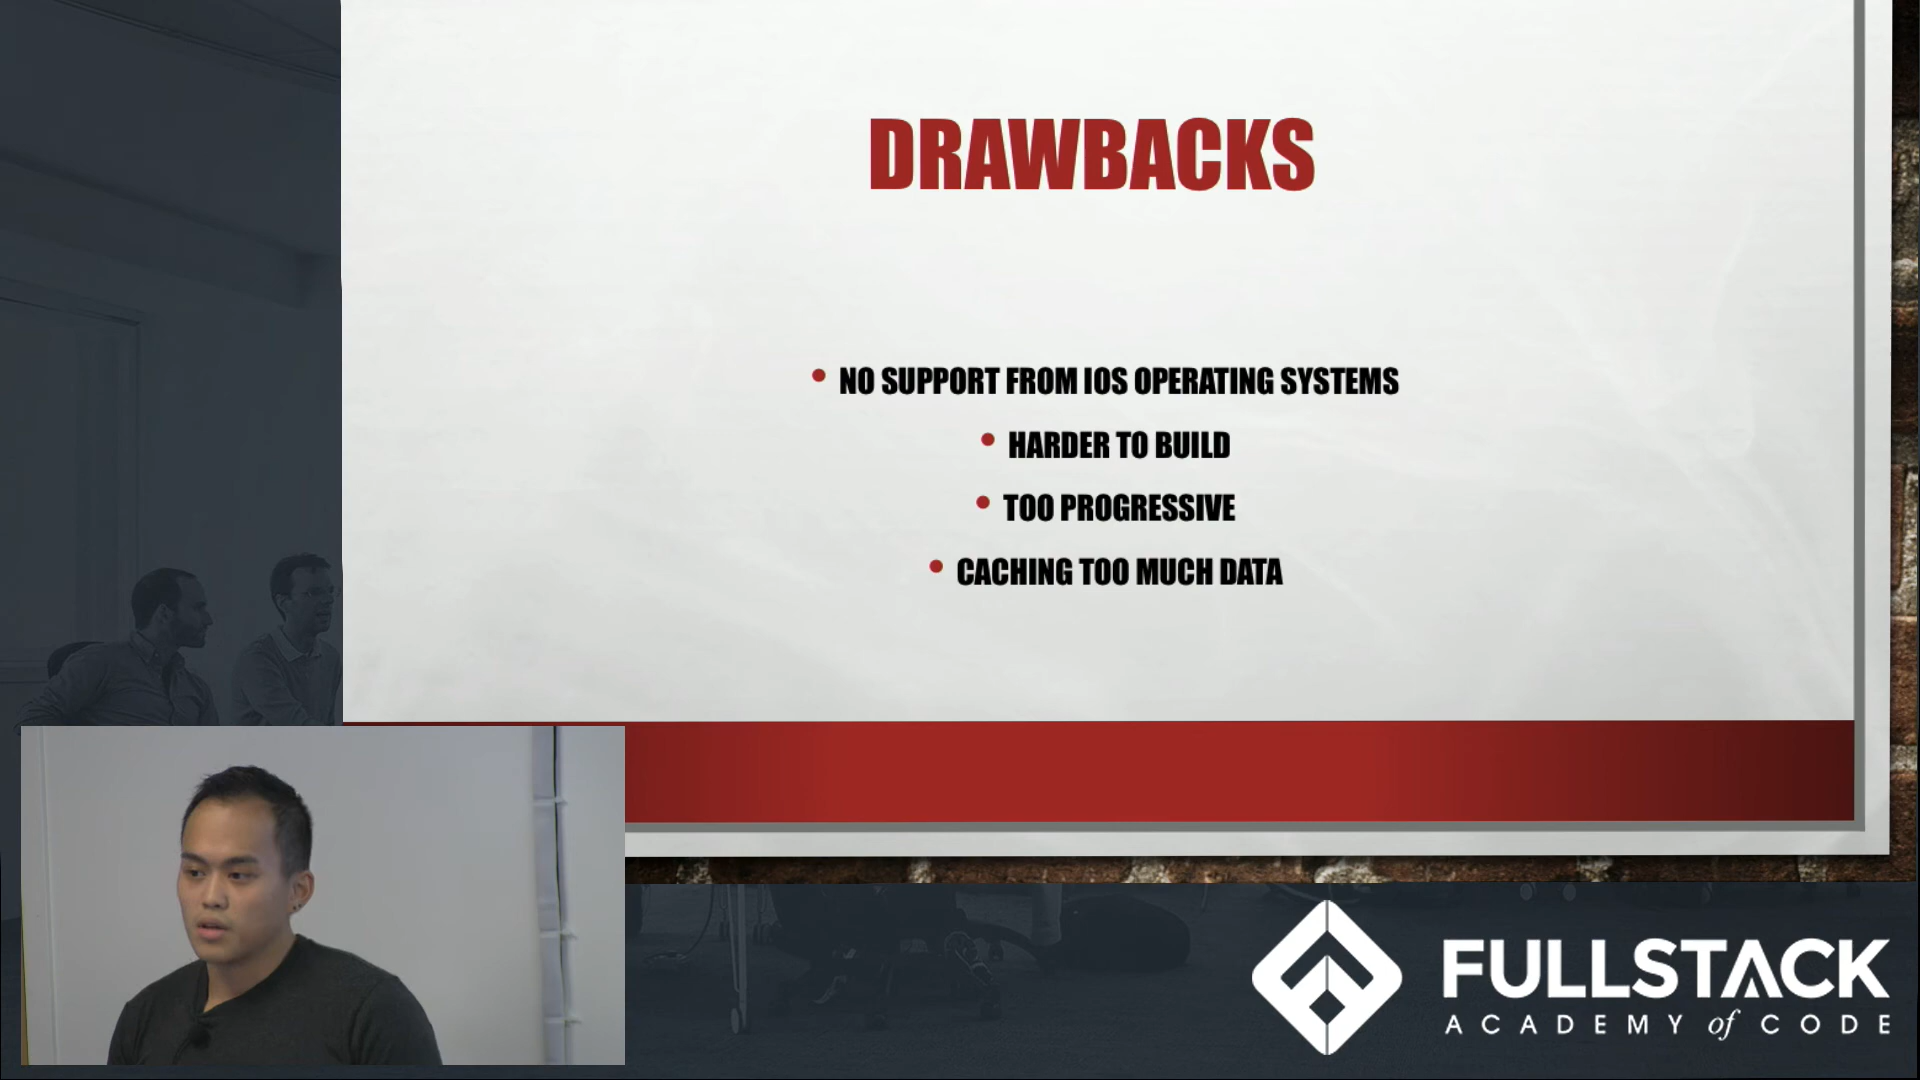 DRAWBACKS
• NO SUPPORT FROM IOS OPERATING SYSTEMS
• HARDER TO BUILD
• TOO PROGRESSIVE
• CACHING TOO MUCH DATA
FULLSTACK
ACADEMY of CODE